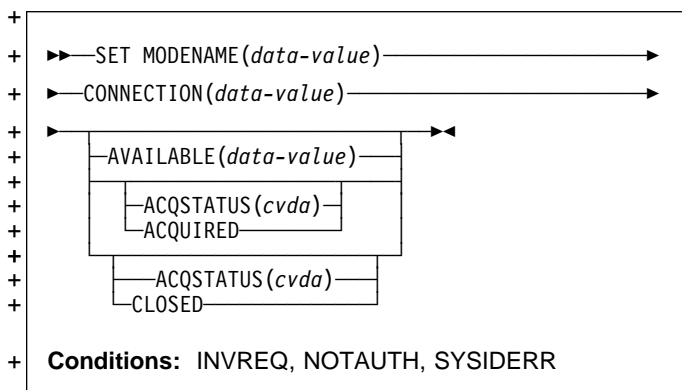 +
+ ►►──SET MODENAME(data-value)──►
+ ►──CONNECTION(data-value)──►
+ ►──►◄
+ AVAILABLE(data-value)
+
+ ACQSTATUS(cvda)
+ ACQUIRED
+
+ ACQSTATUS(cvda)
+ CLOSED
+ Conditions: INVREQ, NOTAUTH, SYSIDERR